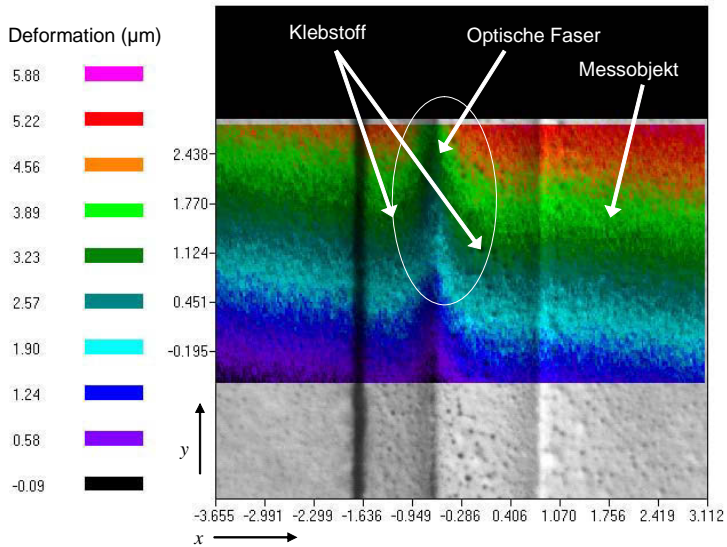 Deformation (µm)
5.88
5.22
4.56
3.89
3.23
2.57
1.90
1.24
0.58
-0.09
Klebstoff
Optische Faser
Messobjekt
2.438
1.770
1.124
0.451
-0.195
y
-3.655 -2.991 -2.299 -1.636 -0.949 -0.286 0.406 1.070 1.756 2.419 3.112
x